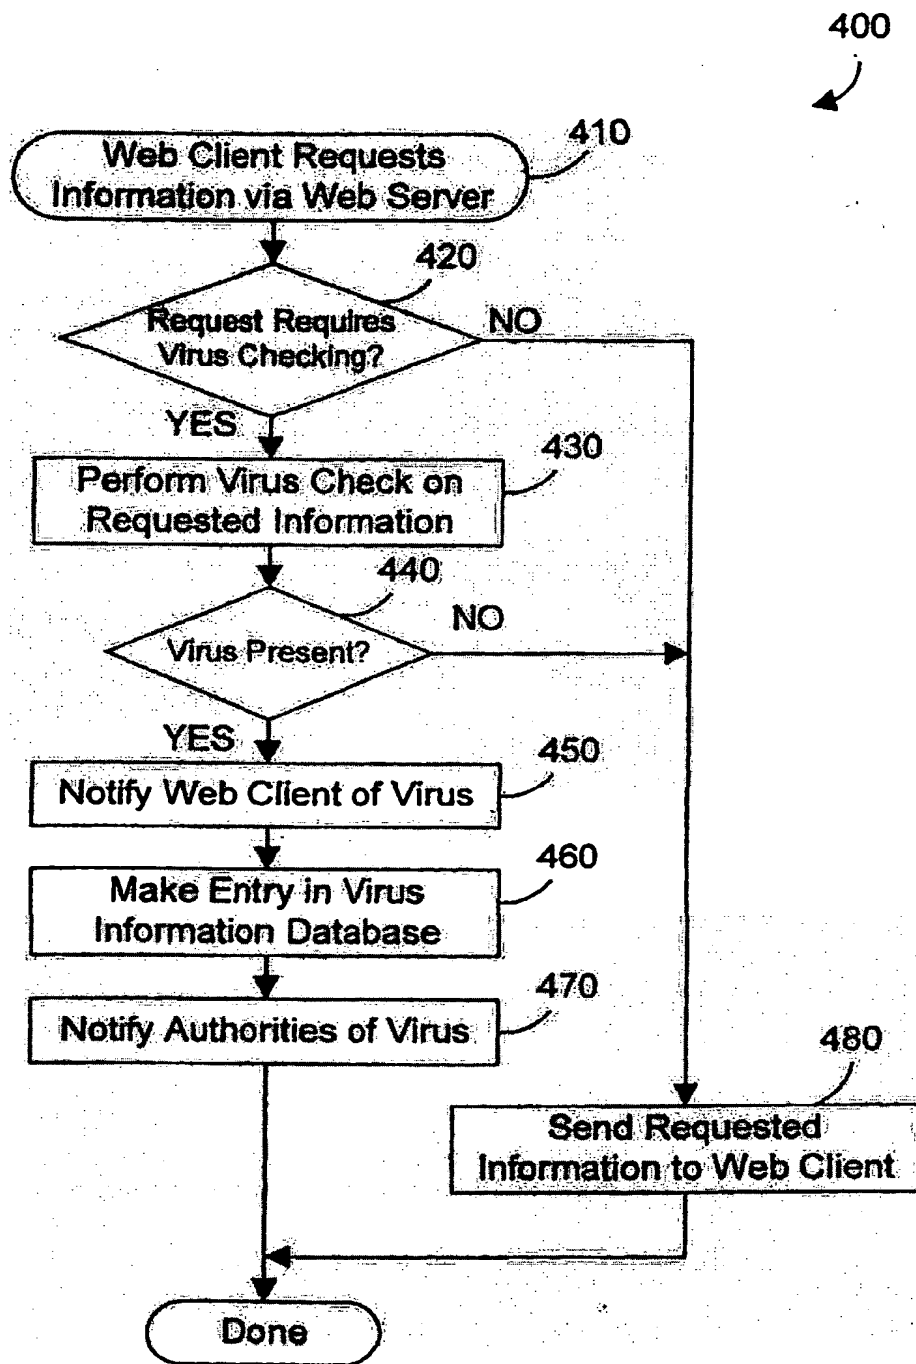 400
Web Client Requests
Information via Web Server
410
420
Request Requires
Virus Checking?
NO
YES
430
Perform Virus Check on
Requested Information
440
Virus Present?
NO
YES
450
Notify Web Client of Virus
460
Make Entry in Virus
Information Database
470
Notify Authorities of Virus
480
Send Requested
Information to Web Client
Done